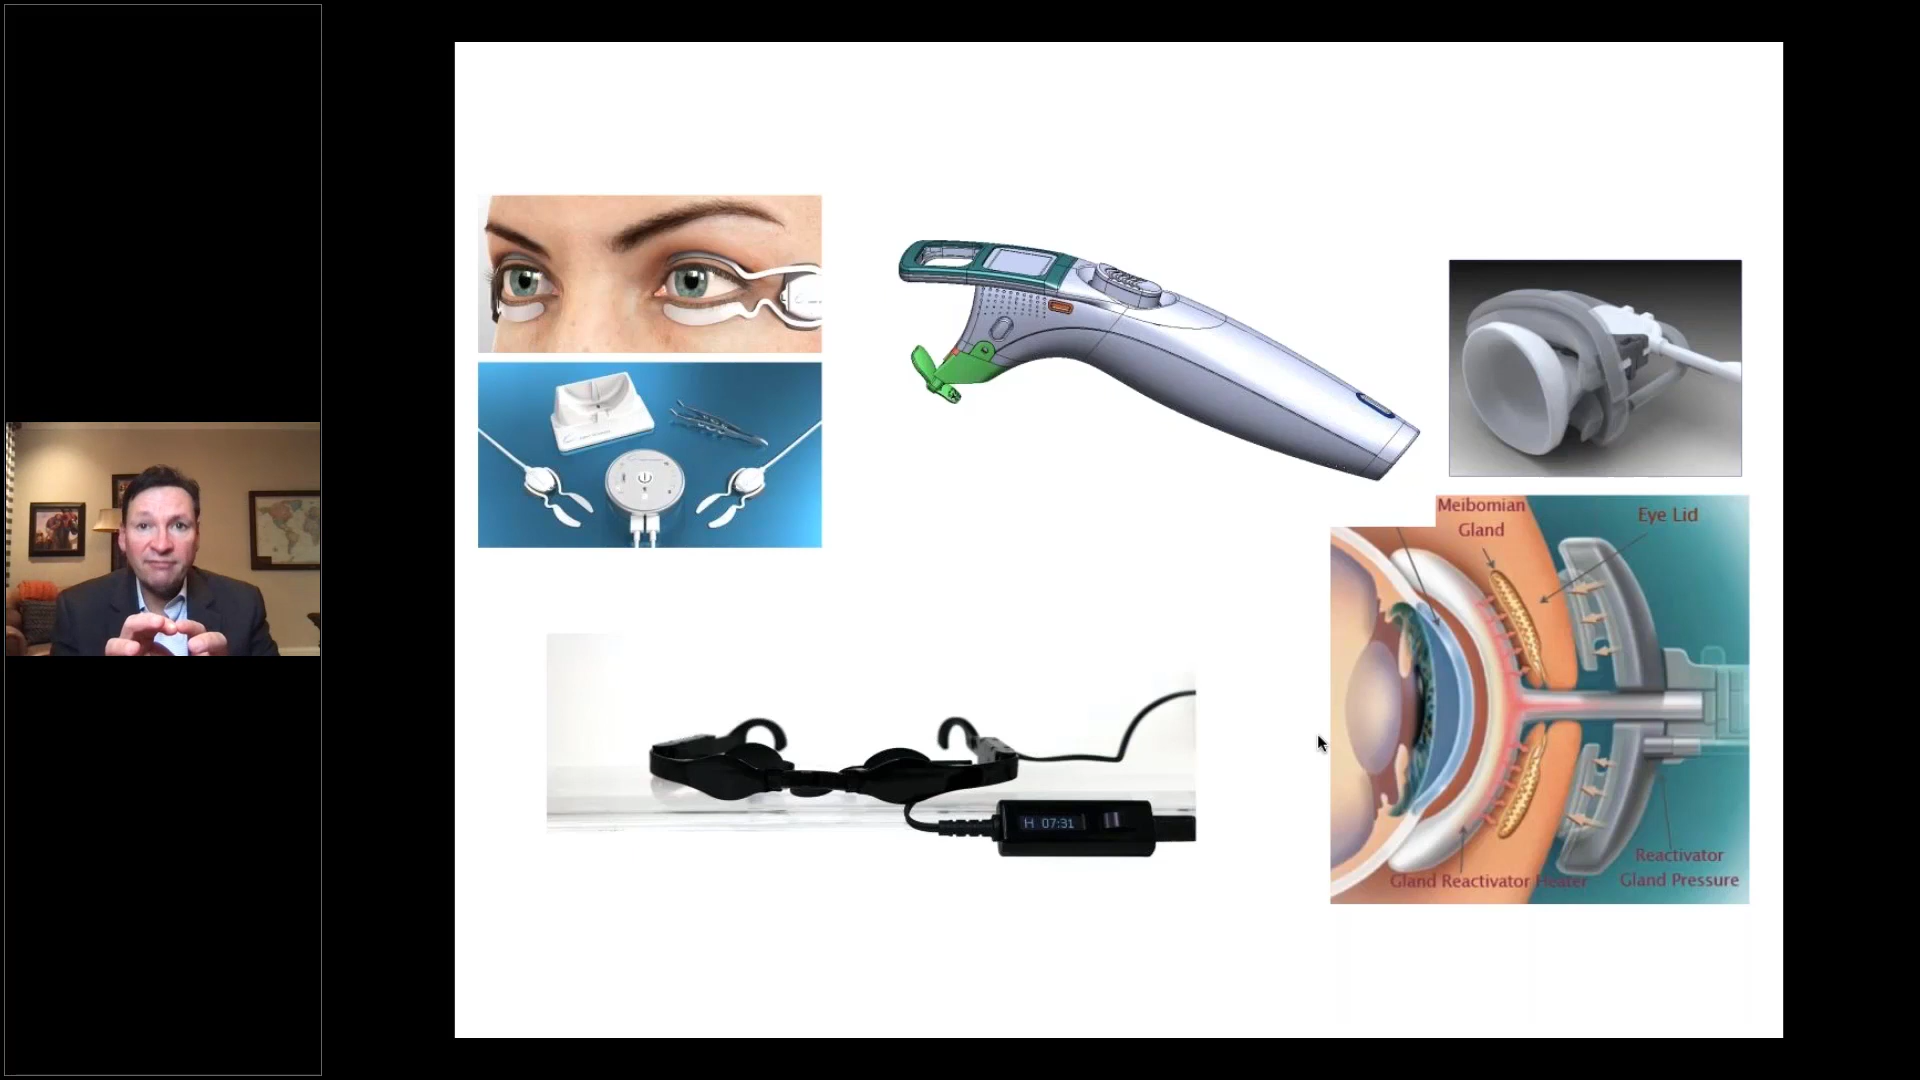 Meibomian
Gland
Eye Lid
H 07:31
Reactivator
Gland Pressure
Gland Reactivator Heater